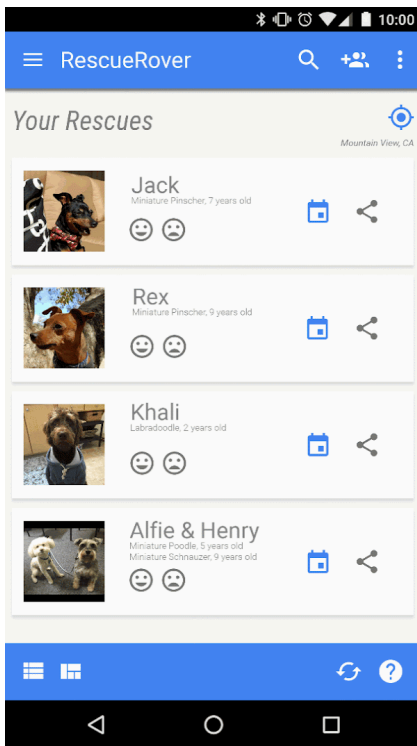 10:00
RescueRover
Your Rescues
Mountain View, CA
Jack
Miniature Pinscher, 7 years old
Rex
Miniature Pinscher, 9 years old
Khali
Labradoodle, 2 years old
Alfie & Henry
Miniature Poodle, 5 years old
Miniature Schnauzer, 9 years old